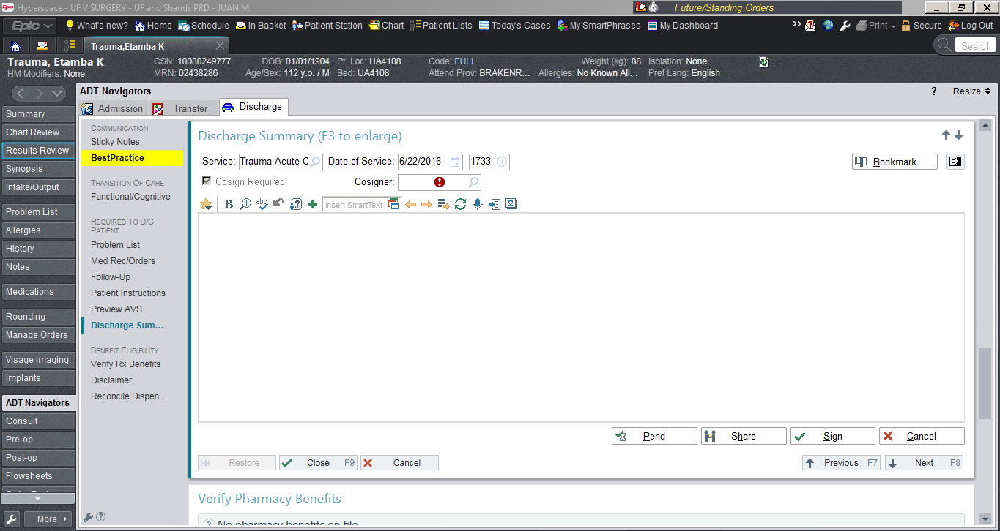 Epic Hyperspace - UF V SURGERY - UF and Shands PRD - JUAN M.
Future/Standing Orders
Epic What's new? Home Schedule In Basket Patient Station Chart Patient Lists Today's Cases My SmartPhrases My Dashboard Print Secure Log Out
Trauma,Etamba K
Search
Trauma, Etamba K CSN: 10080249777 DOB: 01/01/1904 Pt. Loc: UA4108 Code: FULL Weight (kg): 88 Isolation: None
HM Modifiers: None MRN: 02438286 Age/Sex: 112 y.o. / M Bed: UA4108 Attend Prov: BRAKENR... Allergies: No Known All... Pref Lang: English
ADT Navigators
? Resize
Admission Transfer Discharge
Summary
Chart Review
Results Review
Synopsis
Intake/Output
Problem List
Allergies
History
Notes
Medications
Rounding
Manage Orders
Visage Imaging
Implants
ADT Navigators
Consult
Pre-op
Post-op
Flowsheets
More
COMMUNICATION
Sticky Notes
BestPractice
TRANSITION OF CARE
Functional/Cognitive
REQUIRED TO D/C
PATIENT
Problem List
Med Rec/Orders
Follow-Up
Patient Instructions
Preview AVS
Discharge Sum...
BENEFIT ELIGIBILITY
Verify Rx Benefits
Disclaimer
Reconcile Dispen...
Discharge Summary (F3 to enlarge)
Service: Trauma-Acute C Date of Service: 6/22/2016 1733 Bookmark
Cosign Required Cosigner:
B abc Insert SmartText
Pend Share Sign Cancel
Restore Close F9 Cancel Previous F7 Next F8
Verify Pharmacy Benefits
No pharmacy benefits on file